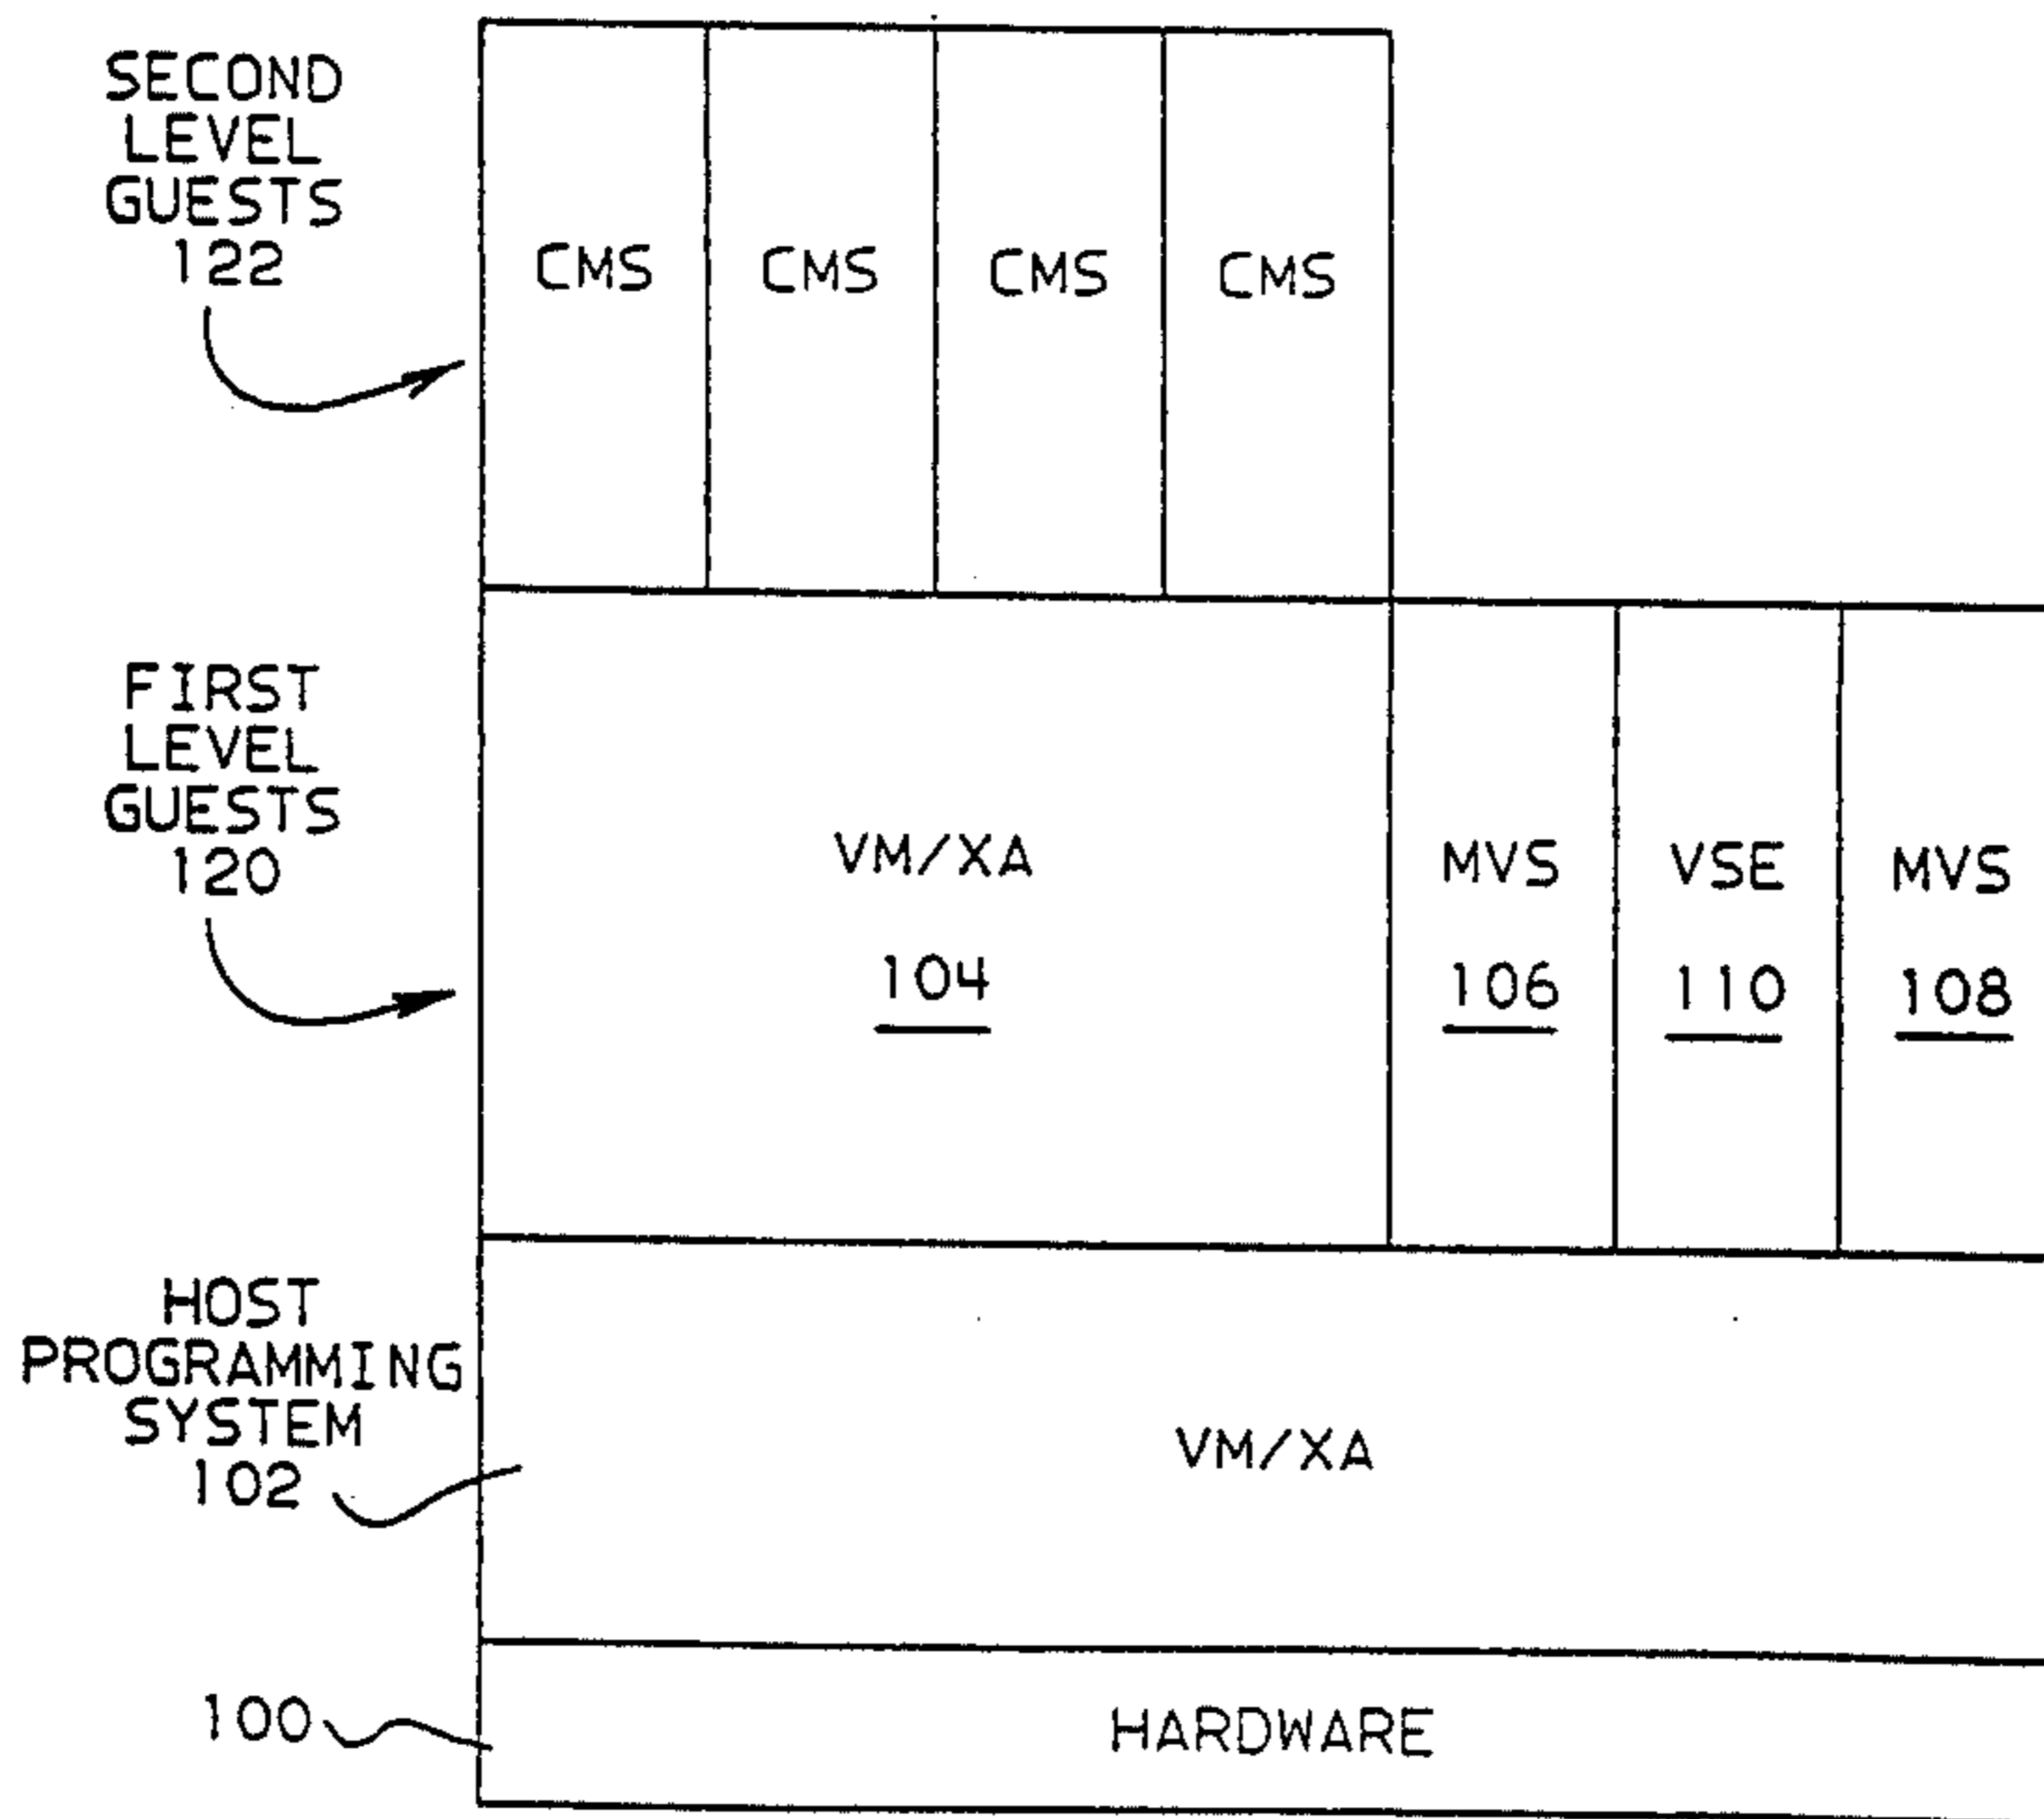 SECOND
LEVEL
GUESTS
122
CMS CMS CMS CMS
FIRST
LEVEL
GUESTS
120
VM/XA MVS VSE MVS
104 106 110 108
HOST
PROGRAMMING
SYSTEM
102
VM/XA
100
HARDWARE